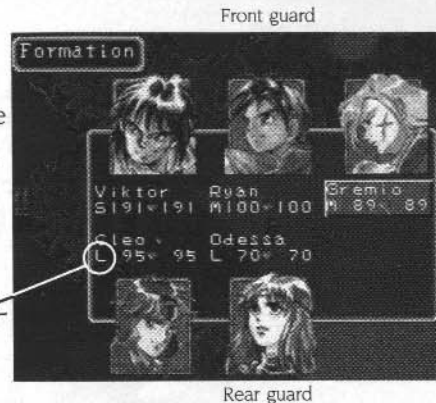 Front guard
Formation
Viktor Ryan Gremio
S191 191 M100 100 M 89 89
Cleo Odessa
L 95 95 L 70 70
Rear guard